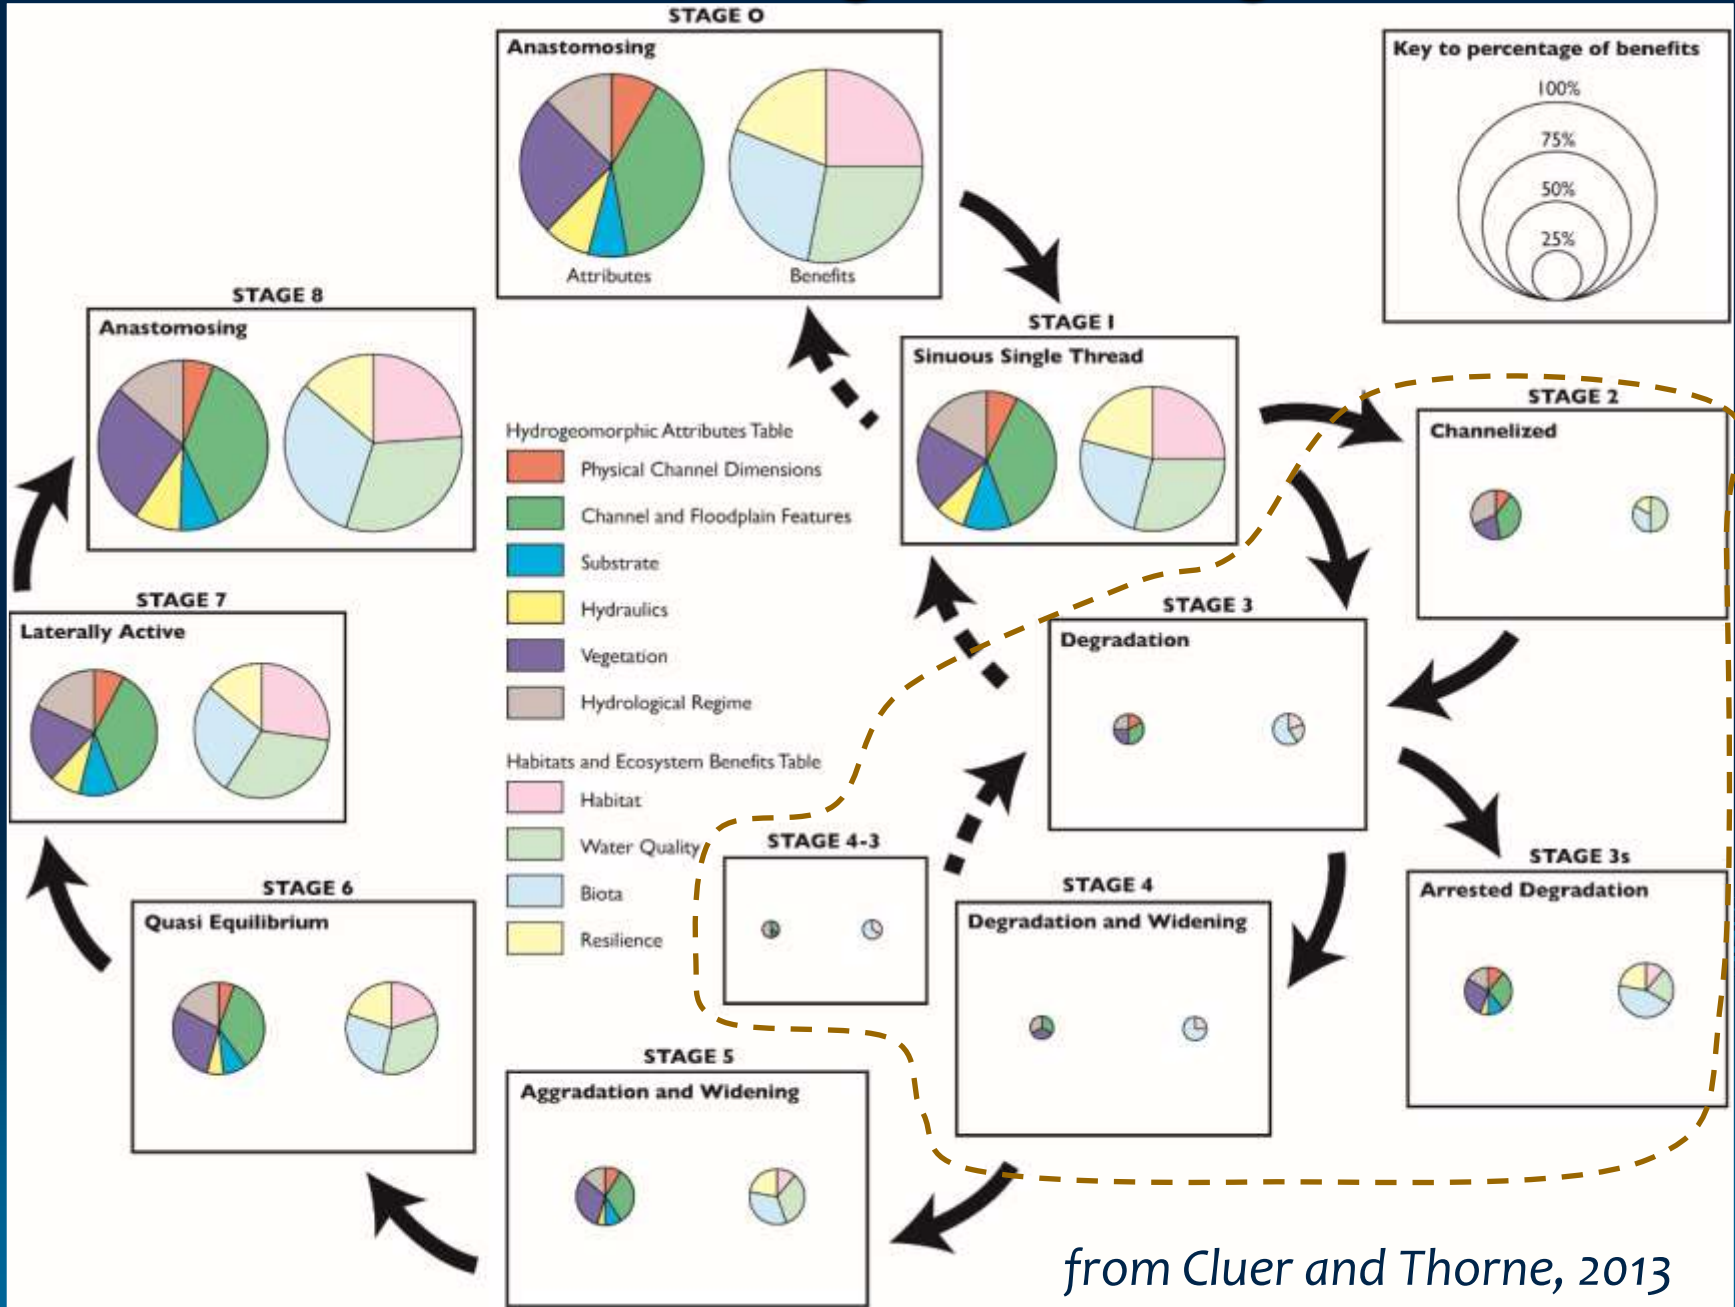 STAGE 0
Anastomosing
Attributes
Benefits
Key to percentage of benefits
100%
75%
50%
25%
STAGE 8
Anastomosing
STAGE 1
Sinuous Single Thread
STAGE 2
Channelized
Hydrogeomorphic Attributes Table
Physical Channel Dimensions
Channel and Floodplain Features
Substrate
Hydraulics
Vegetation
Hydrological Regime
Habitats and Ecosystem Benefits Table
Habitat
Water Quality
Biota
Resilience
STAGE 7
Laterally Active
STAGE 3
Degradation
STAGE 4-3
STAGE 3s
Arrested Degradation
STAGE 6
Quasi Equilibrium
STAGE 4
Degradation and Widening
STAGE 5
Aggradation and Widening
from Cluer and Thorne, 2013